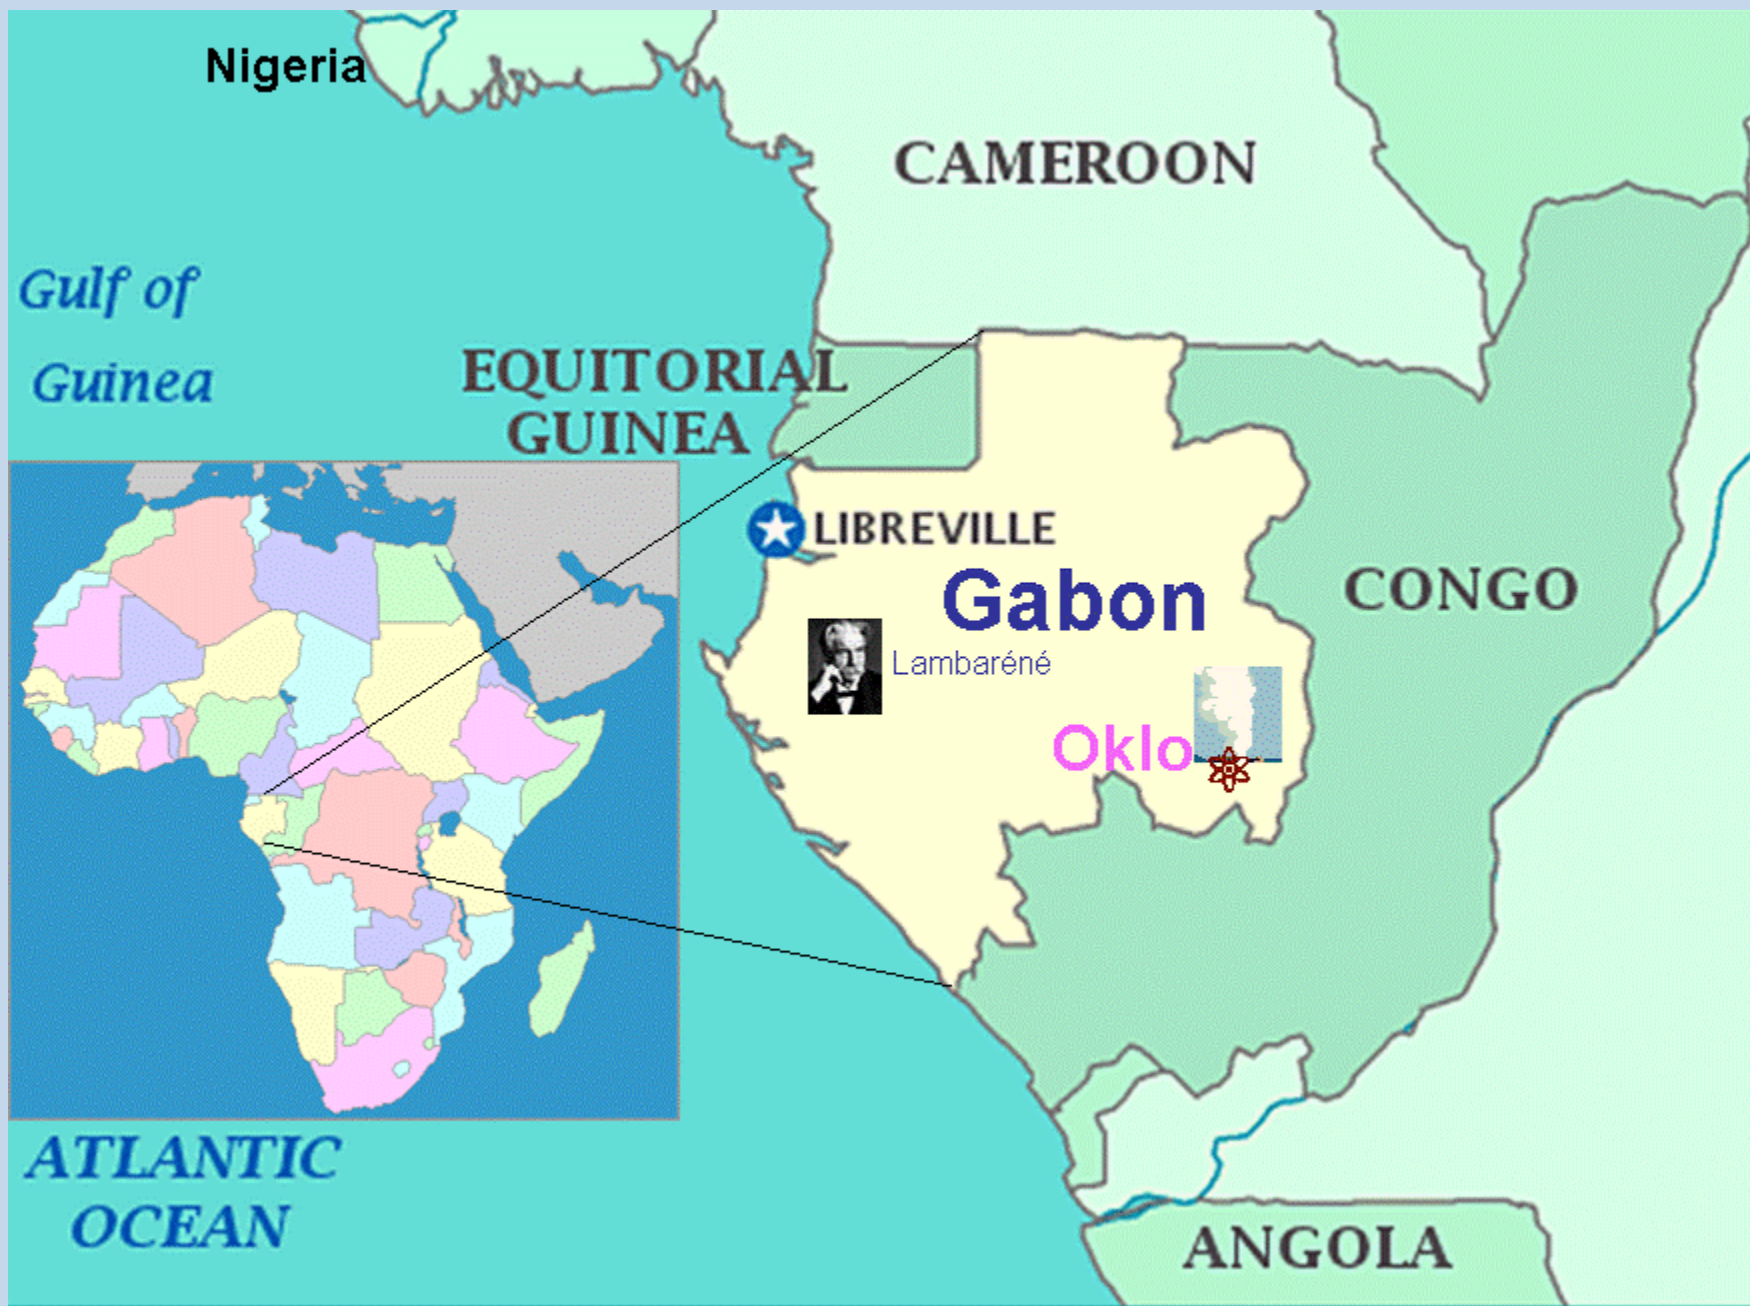 Nigeria
CAMEROON
Gulf of
Guinea
EQUITORIAL
GUINEA
LIBREVILLE
Gabon
CONGO
Lambaréné
Oklo
ATLANTIC
OCEAN
ANGOLA